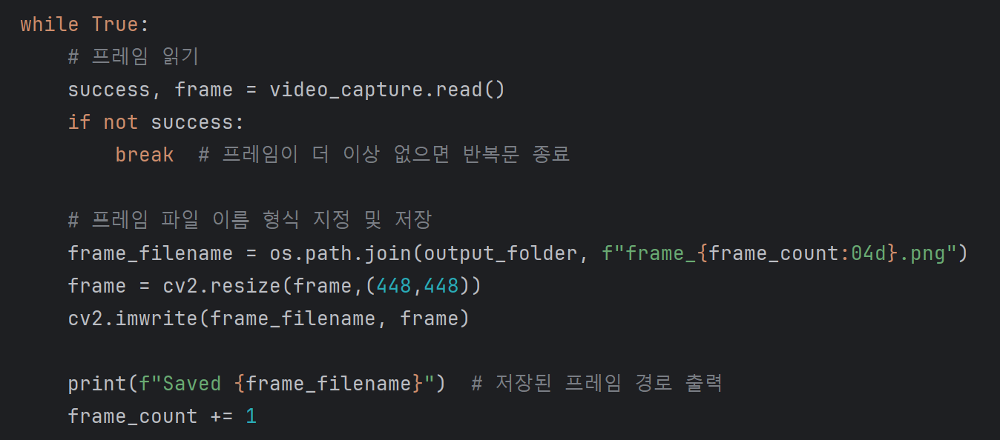 while True:
    # 프레임 읽기
    success, frame = video_capture.read()
    if not success:
        break  # 프레임이 더 이상 없으면 반복문 종료

    # 프레임 파일 이름 형식 지정 및 저장
    frame_filename = os.path.join(output_folder, f"frame_{frame_count:04d}.png")
    frame = cv2.resize(frame,(448,448))
    cv2.imwrite(frame_filename, frame)

    print(f"Saved {frame_filename}")  # 저장된 프레임 경로 출력
    frame_count += 1